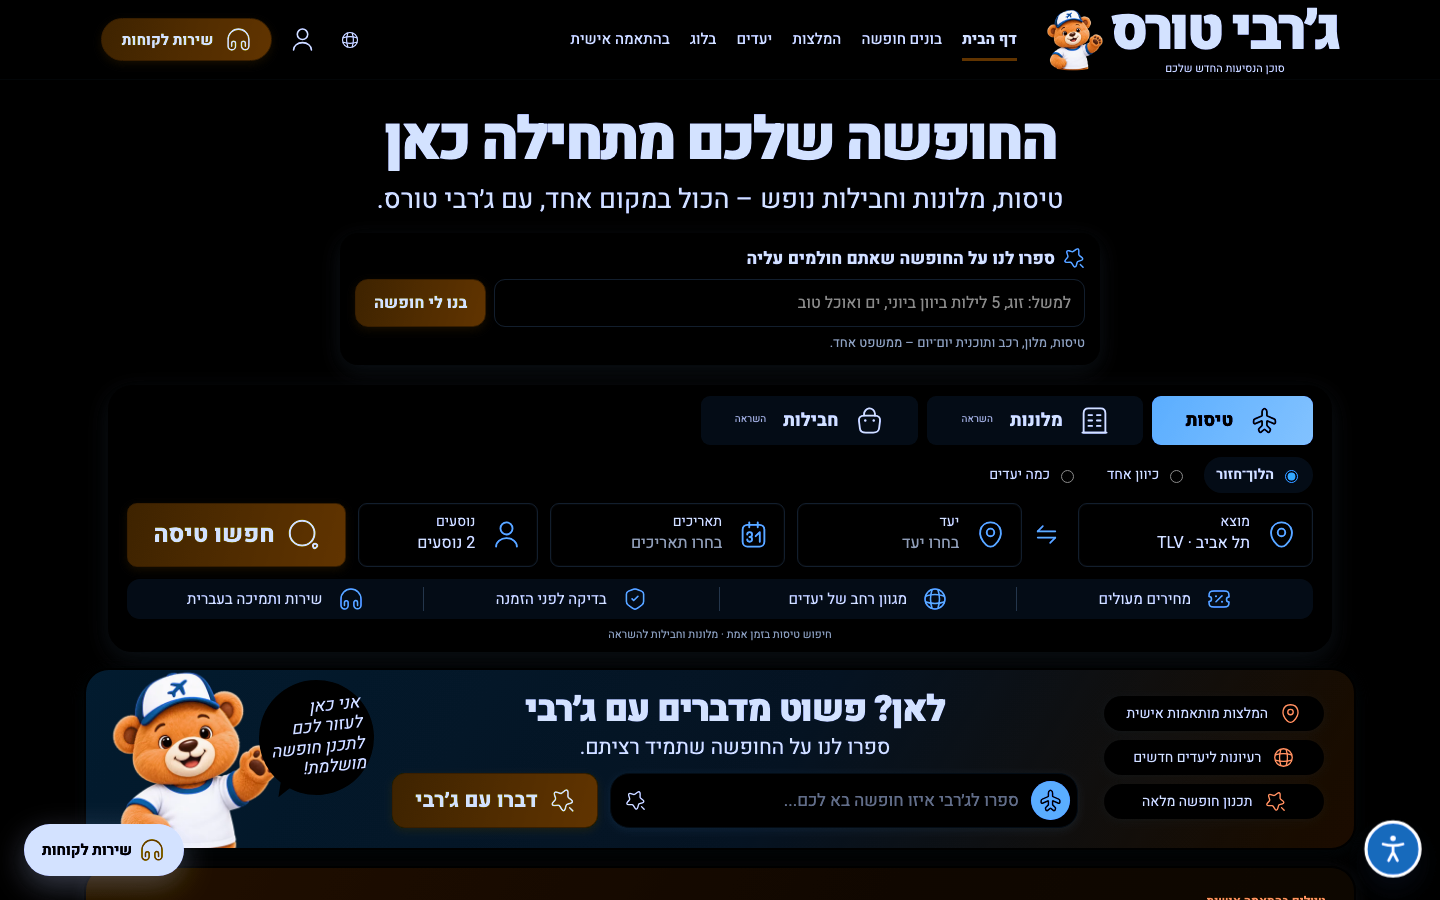 ג׳רבי טורס
סוכן הנסיעות החדש שלכם
דף הבית
בונים חופשה
המלצות
יעדים
בלוג
בהתאמה אישית
שירות לקוחות
החופשה שלכם מתחילה כאן
טיסות, מלונות וחבילות נופש – הכול במקום אחד, עם ג׳רבי טורס.
ספרו לנו על החופשה שאתם חולמים עליה
למשל: זוג, 5 לילות ביוון ביוני, ים ואוכל טוב
בנו לי חופשה
טיסות, מלון, רכב ותוכנית יום־יום – ממשפט אחד.
טיסות
מלונות השראה
חבילות השראה
הלוך־חזור
כיוון אחד
כמה יעדים
מוצא
תל אביב · TLV
יעד
בחרו יעד
תאריכים
בחרו תאריכים
31
נוסעים
2 נוסעים
חפשו טיסה
מחירים מעולים
מגוון רחב של יעדים
בדיקה לפני הזמנה
שירות ותמיכה בעברית
חיפוש טיסות בזמן אמת · מלונות וחבילות להשראה
המלצות מותאמות אישית
רעיונות ליעדים חדשים
תכנון חופשה מלאה
לאן? פשוט מדברים עם ג׳רבי
ספרו לנו על החופשה שתמיד רציתם.
ספרו לג׳רבי איזו חופשה בא לכם...
דברו עם ג׳רבי
אני כאן
לעזור לכם
לתכנן חופשה
מושלמת!
שירות לקוחות